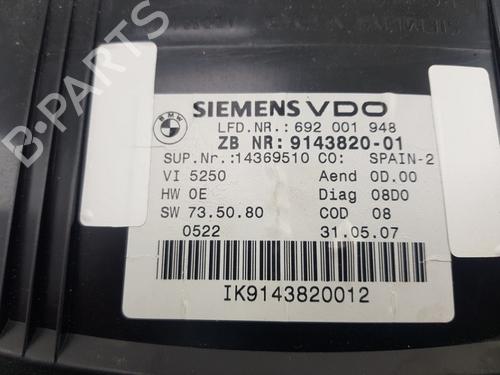 BMW
SIEMENS VDO
LFD.NR.: 692 001 948
ZB NR: 9143820-01
SUP.Nr.:14369510 CO: SPAIN-2
VI 5250 Aend 0D.00
HW 0E Diag 08D0
SW 73.50.80 COD 08
0522 31.05.07
IK9143820012